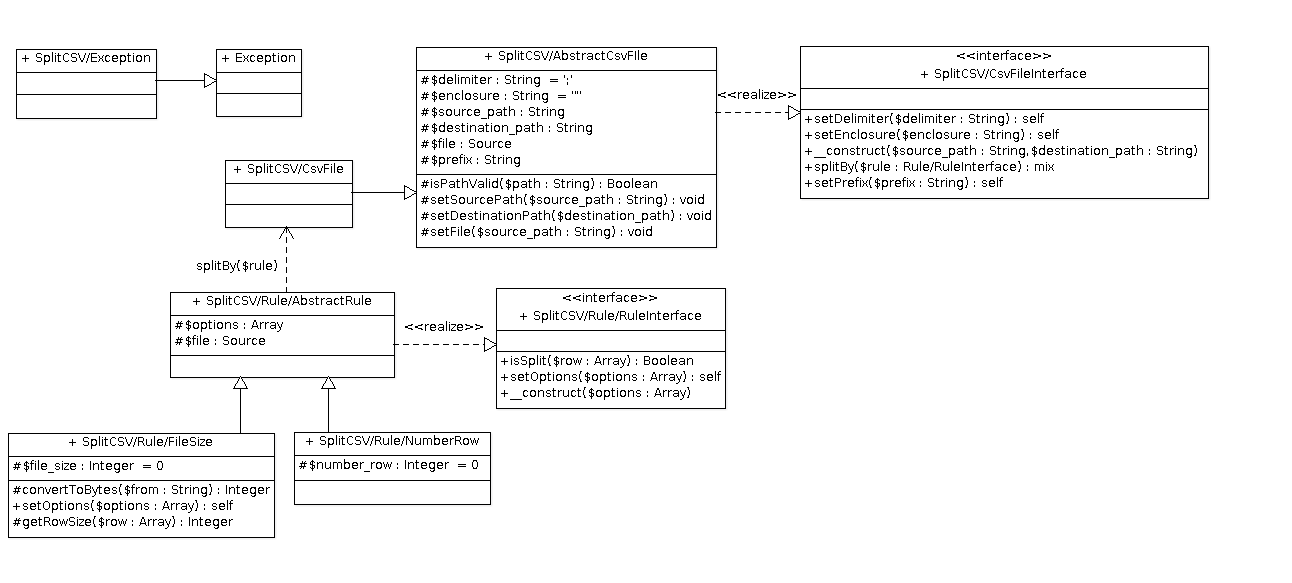 + SplitCSV/Exception
+ Exception
+ SplitCSV/AbstractCsvFIle
#$delimiter : String = ';'
#$enclosure : String = '"'
#$source_path : String
#$destination_path : String
#$file : Source
#$prefix : String
#isPathValid($path : String) : Boolean
#setSourcePath($source_path : String) : void
#setDestinationPath($destination_path) : void
#setFile($source_path : String) : void
<<realize>>
<<interface>>
+ SplitCSV/CsvFileInterface
+setDelimiter($delimiter : String) : self
+setEnclosure($enclosure : String) : self
+__construct($source_path : String,$destination_path : String)
+splitBy($rule : Rule/RuleInterface) : mix
+setPrefix($prefix : String) : self
+ SplitCSV/CsvFile
splitBy($rule)
+ SplitCSV/Rule/AbstractRule
#$options : Array
#$file : Source
<<realize>>
<<interface>>
+ SplitCSV/Rule/RuleInterface
+isSplit($row : Array) : Boolean
+setOptions($options : Array) : self
+__construct($options : Array)
+ SplitCSV/Rule/FileSize
#$file_size : Integer = 0
#convertToBytes($from : String) : Integer
+setOptions($options : Array) : self
#getRowSize($row : Array) : Integer
+ SplitCSV/Rule/NumberRow
#$number_row : Integer = 0